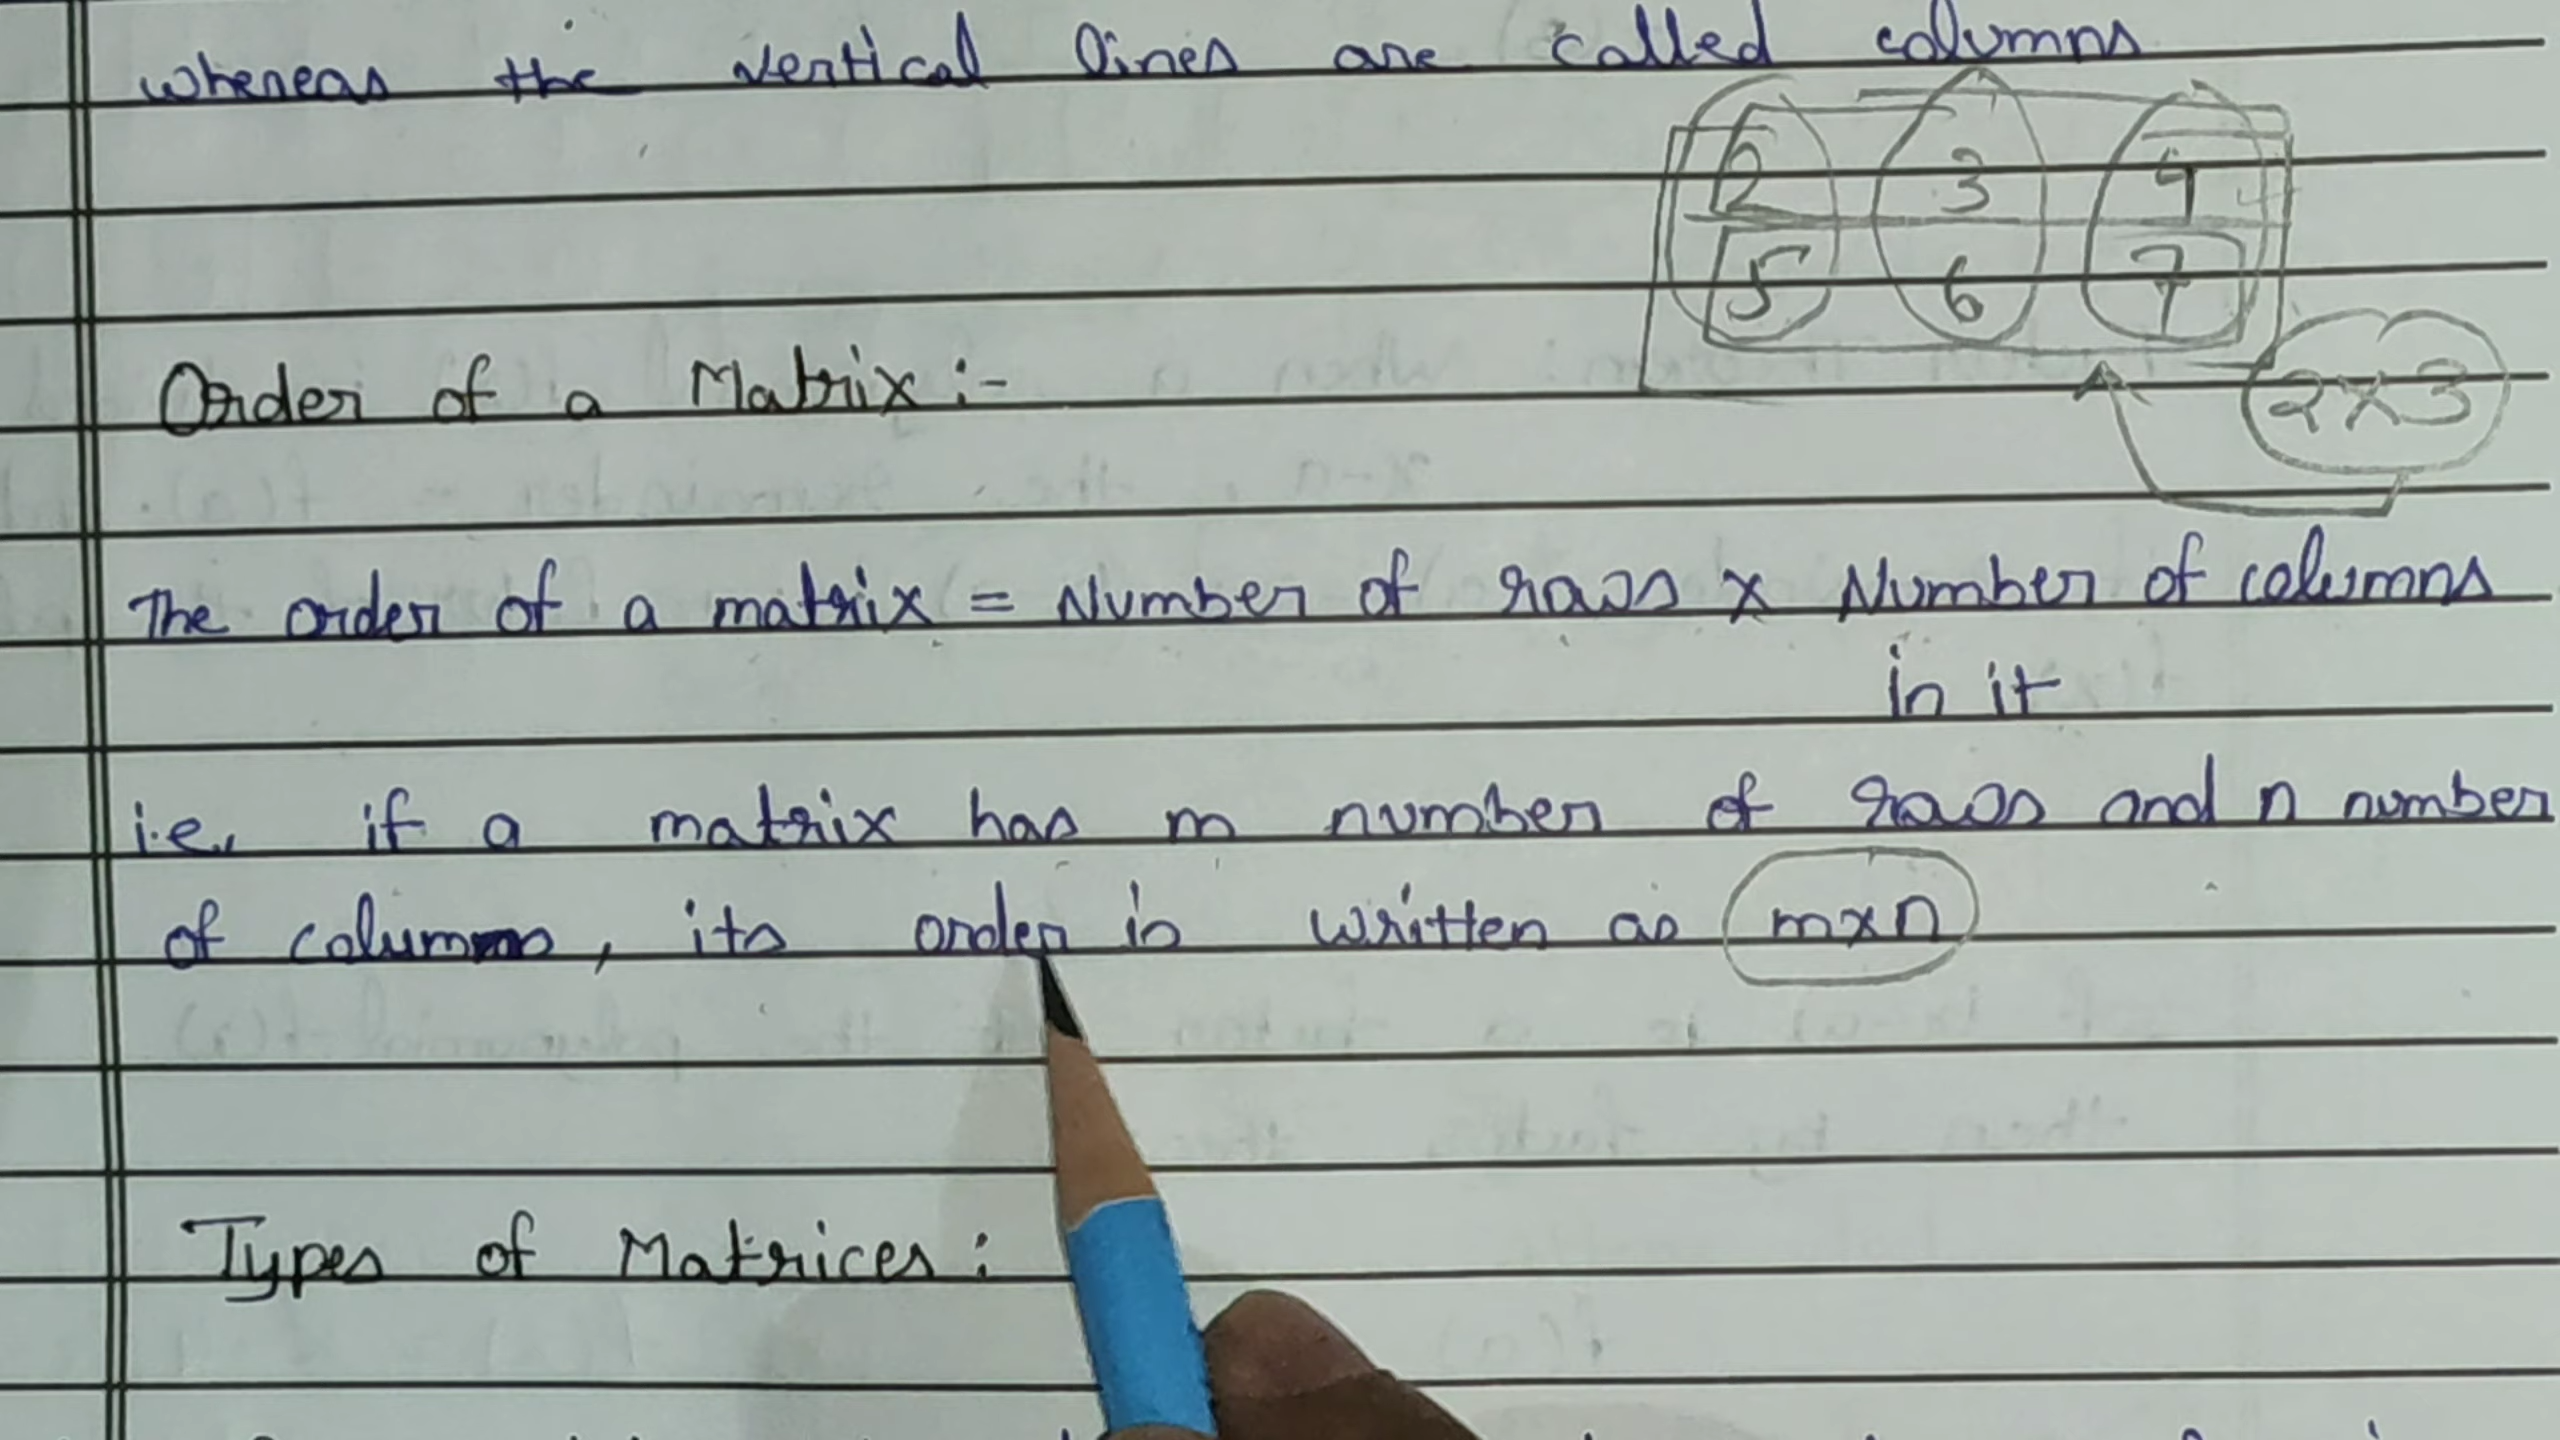 whereas the vertical lines are called columns
2 3 4
5 6 7
2x3
Order of a Matrix :-
The order of a matrix = Number of rows x Number of columns
in it
i.e, if a matrix has m number of rows and n number
of columns, its order is written as mxn
Types of Matrices :